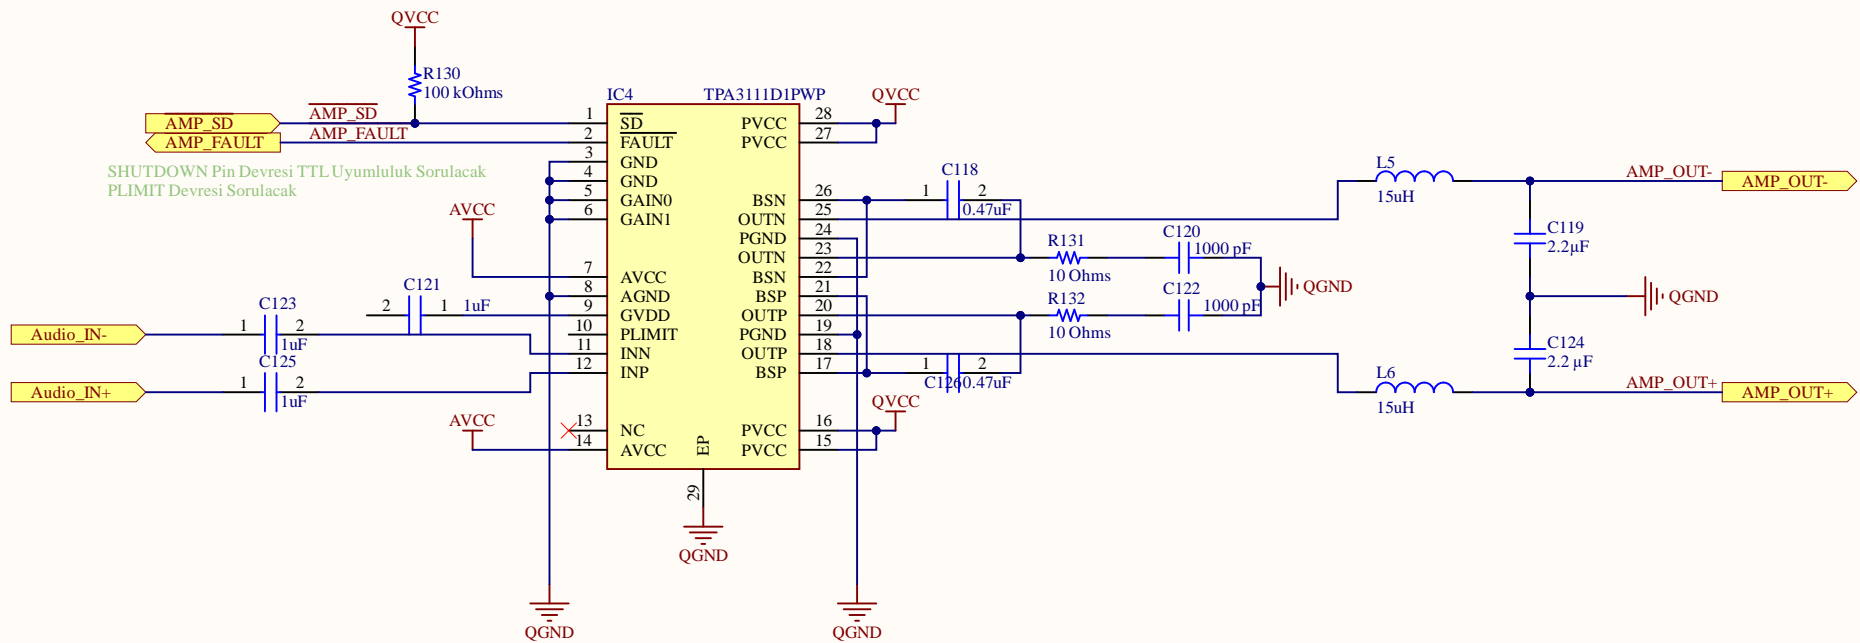 QVCC
R130
100 kOhms
AMP_SD
AMP_SD
AMP_FAULT
AMP_FAULT
SHUTDOWN Pin Devresi TTL Uyumluluk Sorulacak
PLIMIT Devresi Sorulacak
IC4
TPA3111D1PWP
1 SD
2 FAULT
3 GND
4 GND
5 GAIN0
6 GAIN1
7 AVCC
8 AGND
9 GVDD
10 PLIMIT
11 INN
12 INP
13 NC
14 AVCC
PVCC 28
PVCC 27
BSN 26
OUTN 25
PGND 24
OUTN 23
BSN 22
BSP 21
OUTP 20
PGND 19
OUTP 18
BSP 17
PVCC 16
PVCC 15
EP
29
QGND
AVCC
C121
2 1 1uF
C123
1 2
1uF
Audio_IN-
C125
1 2
1uF
Audio_IN+
AVCC
QGND
QGND
QVCC
C118
1 2
0.47uF
R131
10 Ohms
C120
1000 pF
QGND
R132
10 Ohms
C122
1000 pF
1 2
C126 0.47uF
QVCC
L5
15uH
AMP_OUT-
AMP_OUT-
C119
2.2µF
QGND
C124
2.2 µF
L6
15uH
AMP_OUT+
AMP_OUT+